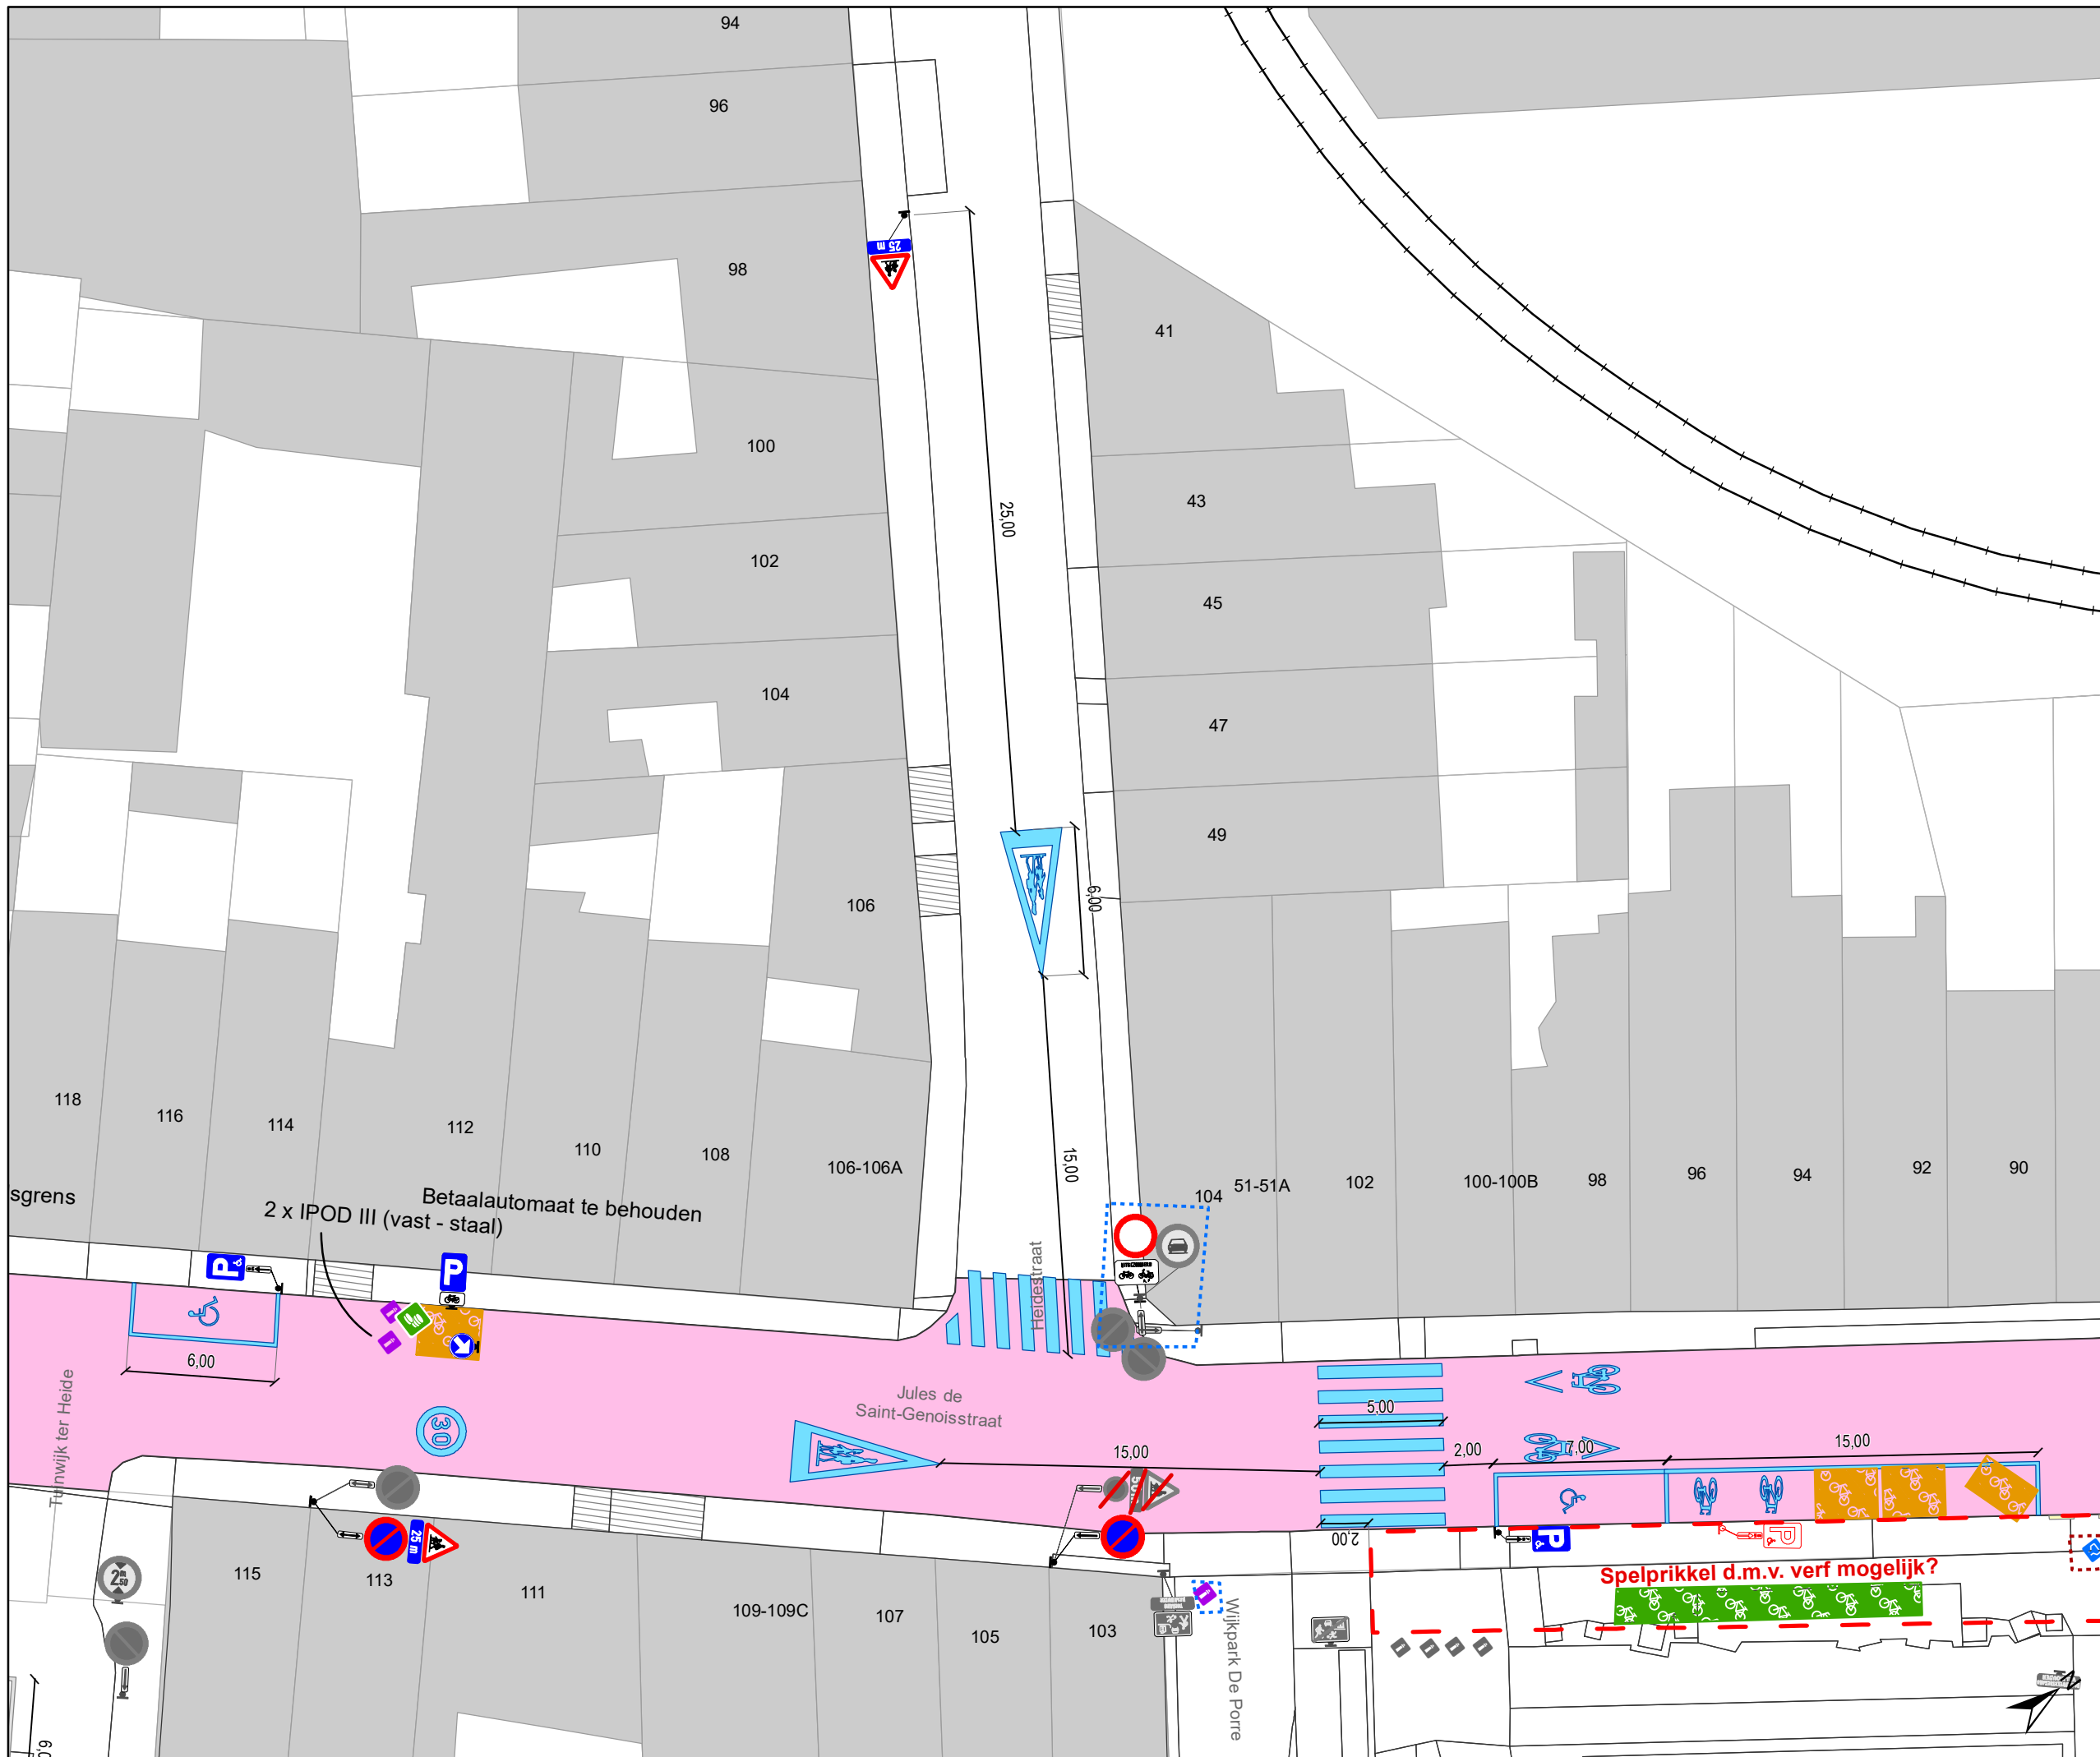 94
96
25 m
98
41
100
25,00
43
102
45
104
47
49
106
6,00
118
116
114
112
110
108
106-106A
15,00
104
51-51A
102
100-100B
98
96
94
92
90
sgrens
Betaalautomaat te behouden
2 x IPOD III (vast - staal)
P
P
Heidestraat
6,00
Tuinwijk ter Heide
30
Jules de
Saint-Genoisstraat
5,00
15,00
2,00
7,00
15,00
2,00
P
P
25 m
Spelprikkel d.m.v. verf mogelijk?
115
113
111
109-109C
107
105
103
Wijkpark De Porre
2m50
6,0